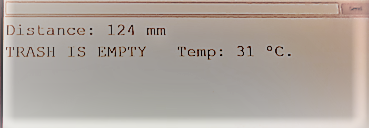 Distance: 124 mm
TRASH IS EMPTY   Temp: 31 °C.